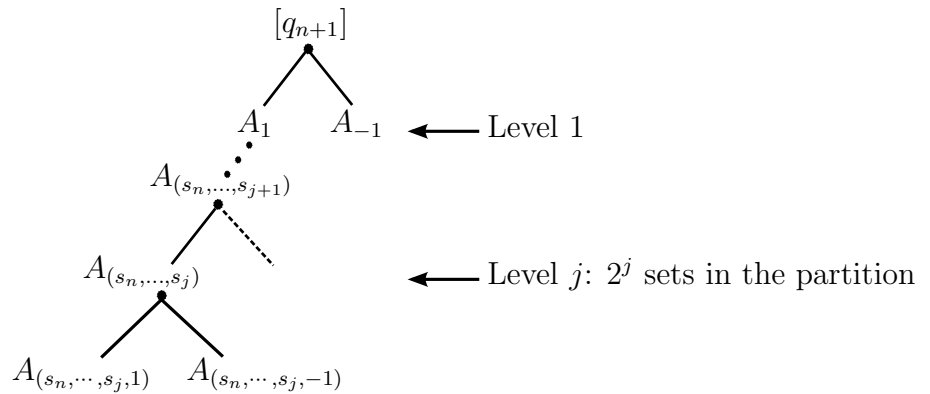 [q_{n+1}]
A_1 A_{-1} Level 1
A_{(s_n,...,s_{j+1})}
A_{(s_n,...,s_j)} Level j: 2^j sets in the partition
A_{(s_n,⋯,s_j,1)} A_{(s_n,⋯,s_j,-1)}